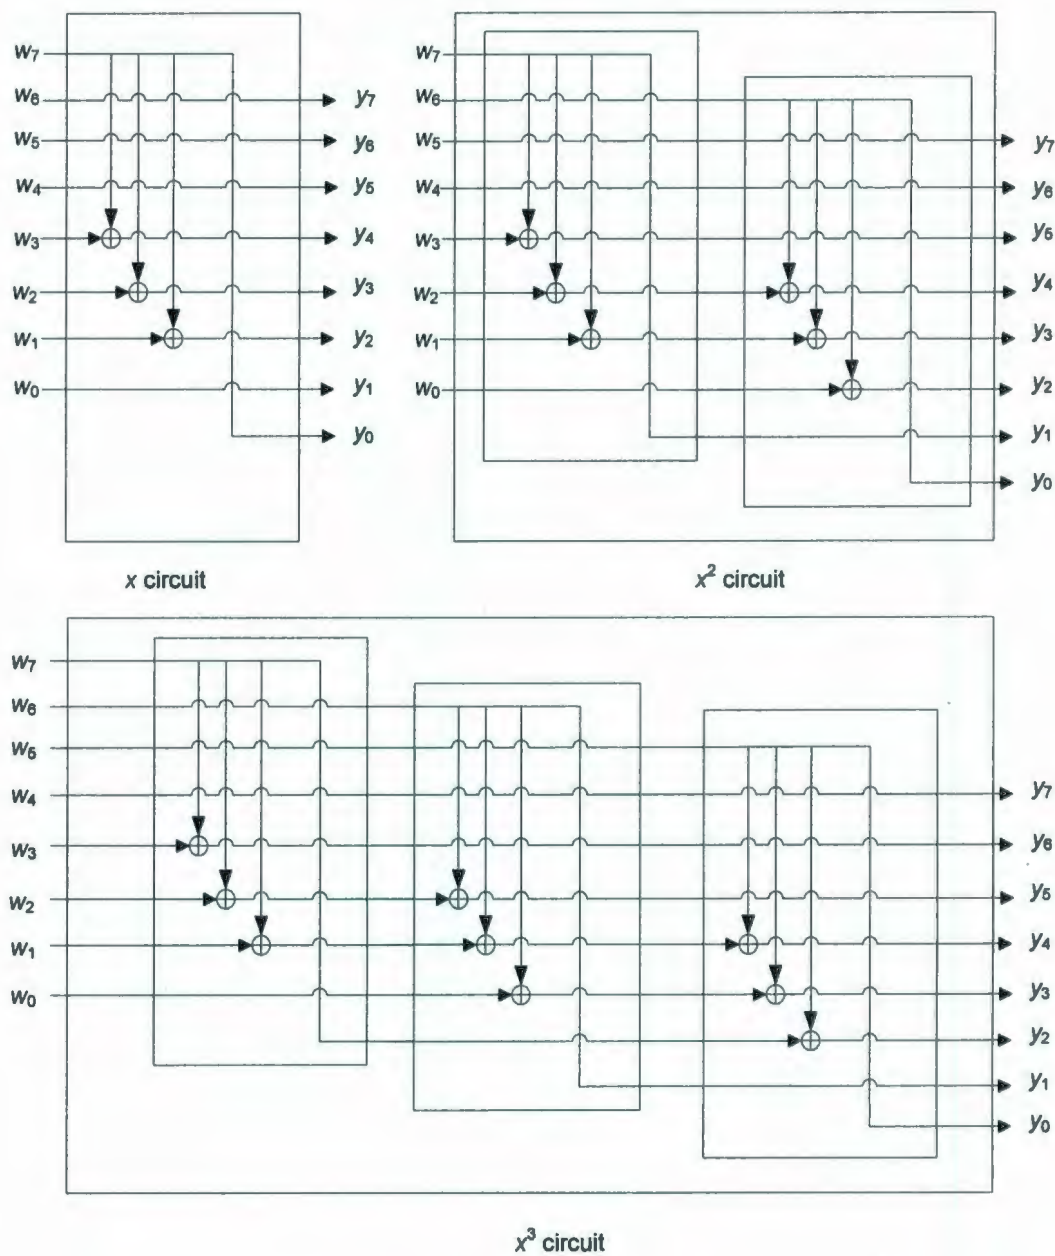 w₇
w₆ y₇
w₅ y₆
w₄ y₅
w₃ y₄
w₂ y₃
w₁ y₂
w₀ y₁
y₀
x circuit
w₇
w₆
w₅ y₇
w₄ y₆
w₃ y₅
w₂ y₄
w₁ y₃
w₀ y₂
y₁
y₀
x² circuit
w₇
w₆
w₅
w₄ y₇
w₃ y₆
w₂ y₅
w₁ y₄
w₀ y₃
y₂
y₁
y₀
x³ circuit